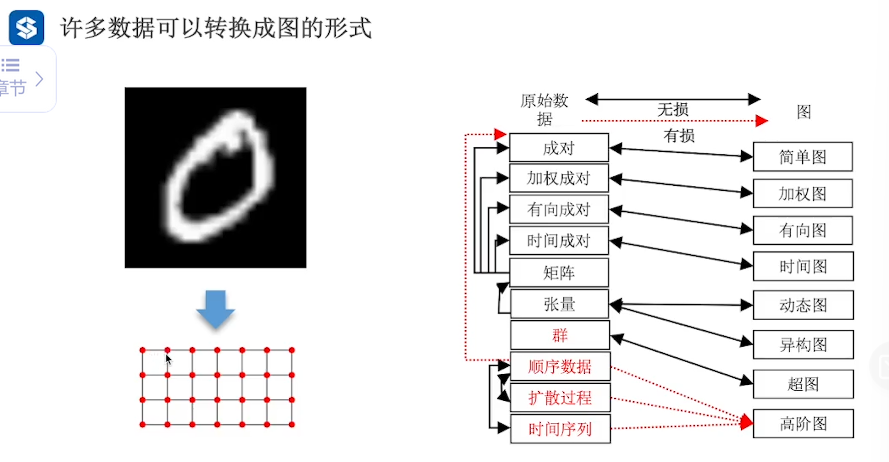 许多数据可以转换成图的形式
章节
原始数
据
无损
有损
图
成对
加权成对
有向成对
时间成对
矩阵
张量
群
顺序数据
扩散过程
时间序列
简单图
加权图
有向图
时间图
动态图
异构图
超图
高阶图